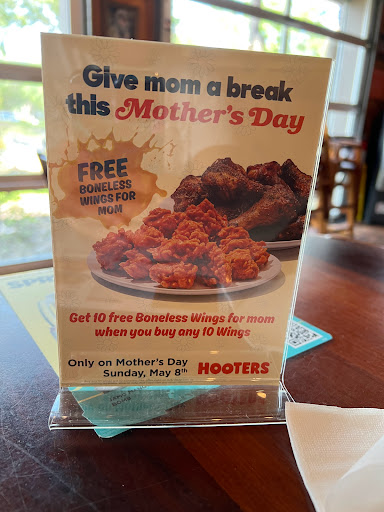 Give mom a break
this Mother's Day
FREE
BONELESS
WINGS FOR
MOM
Get 10 free Boneless Wings for mom
when you buy any 10 Wings
Only on Mother's Day
Sunday, May 8th
HOOTERS